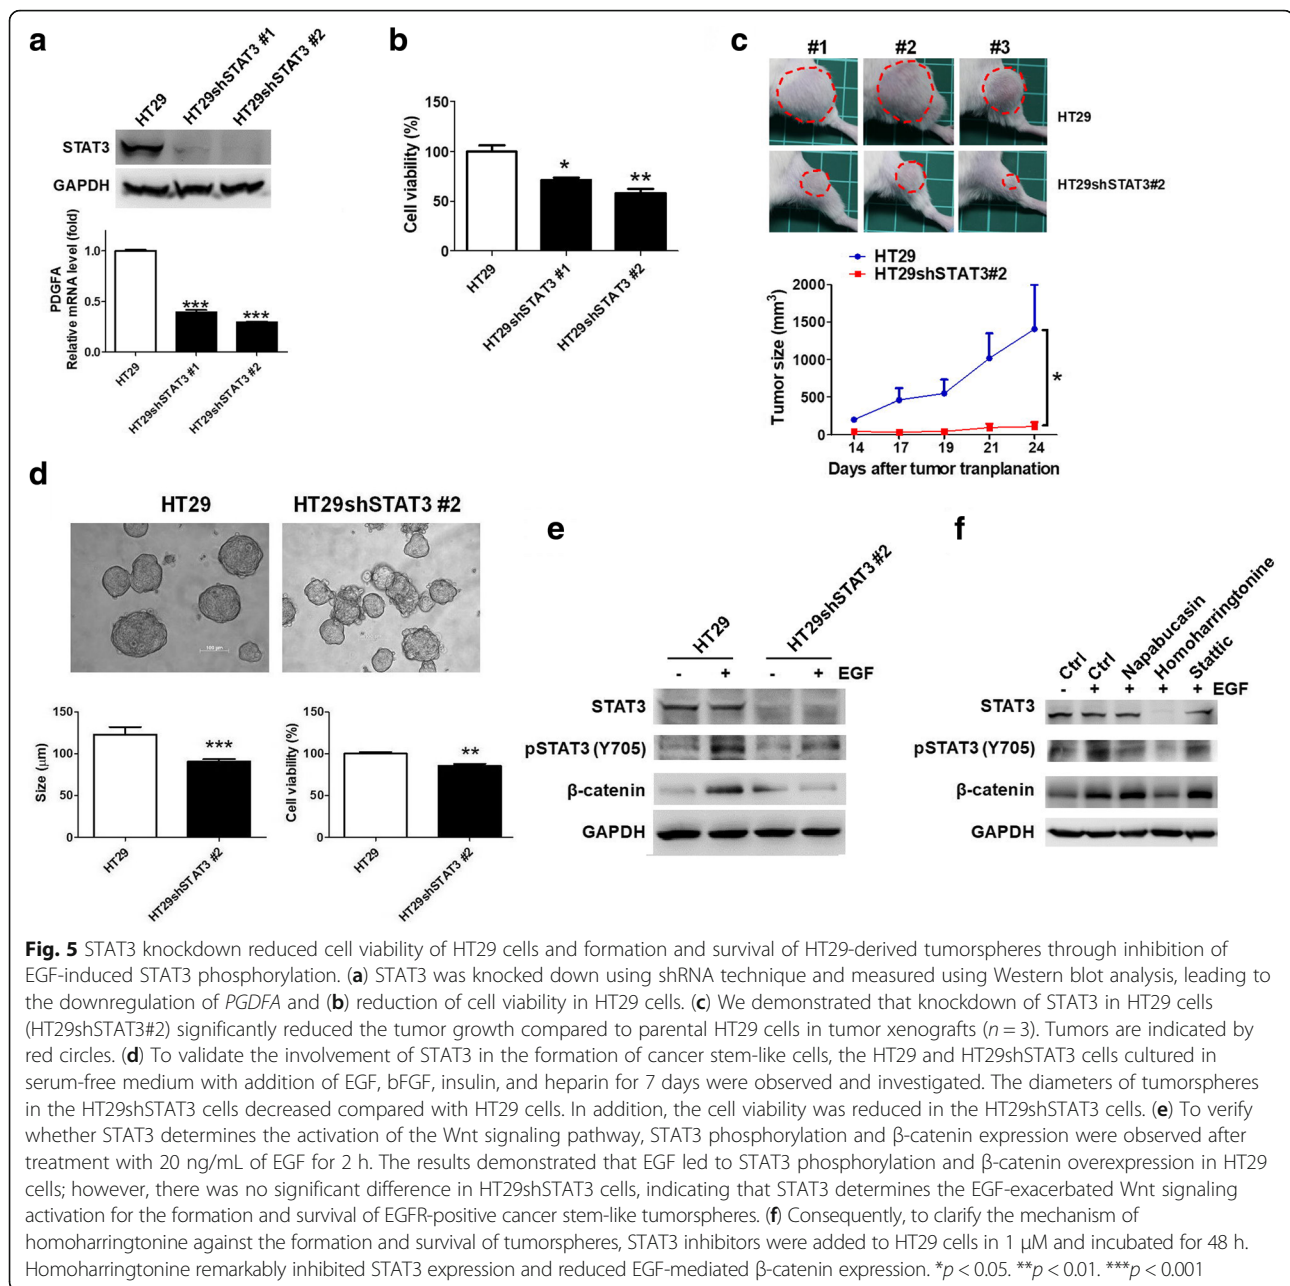 a
HT29
HT29shSTAT3 #1
HT29shSTAT3 #2
STAT3
GAPDH
PDGFA
Relative mRNA level (fold)
1.0
0.5
0.0
***
***
HT29
HT29shSTAT3 #1
HT29shSTAT3 #2
b
Cell viability (%)
150
100
50
0
*
**
HT29
HT29shSTAT3 #1
HT29shSTAT3 #2
c
#1 #2 #3
HT29
HT29shSTAT3#2
HT29
HT29shSTAT3#2
Tumor size (mm³)
2000
1500
1000
500
0
*
14 17 19 21 24
Days after tumor tranplanation
d
HT29 HT29shSTAT3 #2
100 µm
Size (µm)
150
100
50
0
***
HT29
HT29shSTAT3 #2
Cell viability (%)
150
100
50
0
**
HT29
HT29shSTAT3 #2
e
HT29 HT29shSTAT3 #2
- + - + EGF
STAT3
pSTAT3 (Y705)
β-catenin
GAPDH
f
Ctrl Ctrl Napabucasin Homoharringtonine Stattic
- + + + + EGF
STAT3
pSTAT3 (Y705)
β-catenin
GAPDH
Fig. 5 STAT3 knockdown reduced cell viability of HT29 cells and formation and survival of HT29-derived tumorspheres through inhibition of
EGF-induced STAT3 phosphorylation. (a) STAT3 was knocked down using shRNA technique and measured using Western blot analysis, leading to
the downregulation of PGDFA and (b) reduction of cell viability in HT29 cells. (c) We demonstrated that knockdown of STAT3 in HT29 cells
(HT29shSTAT3#2) significantly reduced the tumor growth compared to parental HT29 cells in tumor xenografts (n = 3). Tumors are indicated by
red circles. (d) To validate the involvement of STAT3 in the formation of cancer stem-like cells, the HT29 and HT29shSTAT3 cells cultured in
serum-free medium with addition of EGF, bFGF, insulin, and heparin for 7 days were observed and investigated. The diameters of tumorspheres
in the HT29shSTAT3 cells decreased compared with HT29 cells. In addition, the cell viability was reduced in the HT29shSTAT3 cells. (e) To verify
whether STAT3 determines the activation of the Wnt signaling pathway, STAT3 phosphorylation and β-catenin expression were observed after
treatment with 20 ng/mL of EGF for 2 h. The results demonstrated that EGF led to STAT3 phosphorylation and β-catenin overexpression in HT29
cells; however, there was no significant difference in HT29shSTAT3 cells, indicating that STAT3 determines the EGF-exacerbated Wnt signaling
activation for the formation and survival of EGFR-positive cancer stem-like tumorspheres. (f) Consequently, to clarify the mechanism of
homoharringtonine against the formation and survival of tumorspheres, STAT3 inhibitors were added to HT29 cells in 1 µM and incubated for 48 h.
Homoharringtonine remarkably inhibited STAT3 expression and reduced EGF-mediated β-catenin expression. *p < 0.05. **p < 0.01. ***p < 0.001